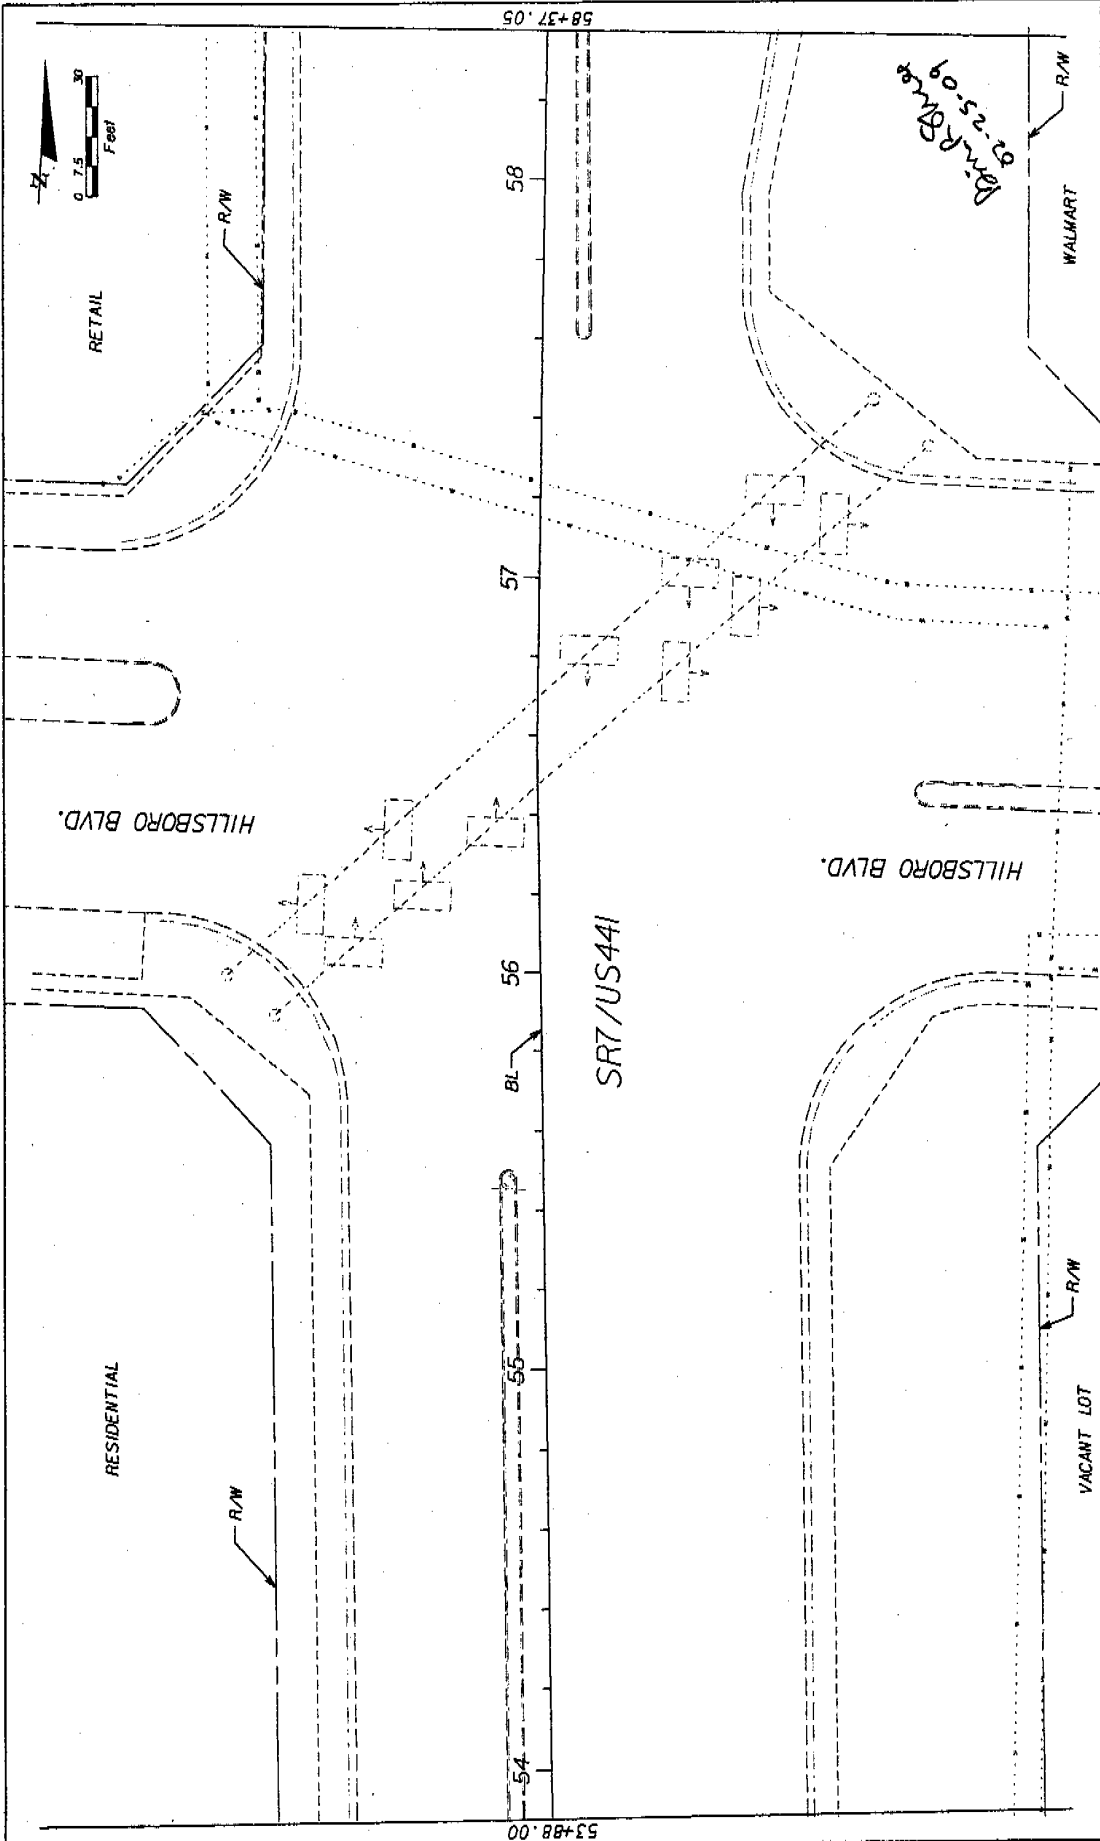 58+37.05
N
0 7.5 30
Feet
RETAIL
R/W
58
02-25-09
R/W
WALMART
57
HILLSBORO BLVD.
HILLSBORO BLVD.
56
BL
SR7/US441
RESIDENTIAL
R/W
55
R/W
VACANT LOT
54
53+88.00